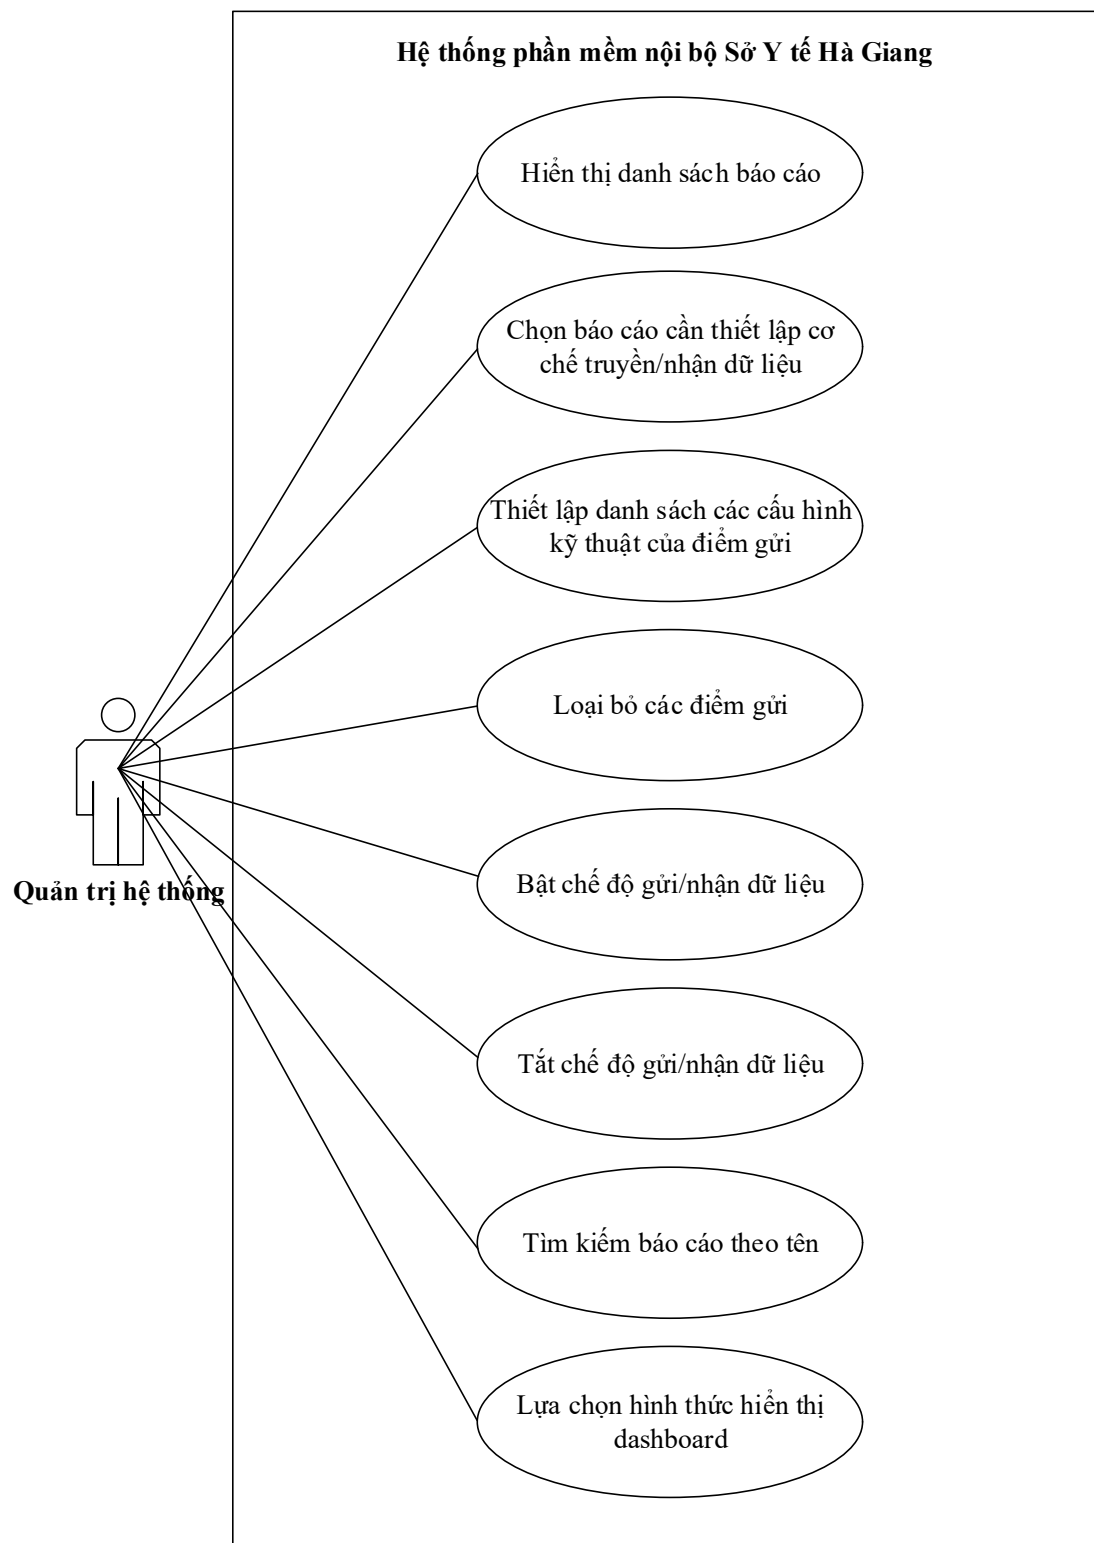 Hệ thống phần mềm nội bộ Sở Y tế Hà Giang
Hiển thị danh sách báo cáo
Chọn báo cáo cần thiết lập cơ
chế truyền/nhận dữ liệu
Thiết lập danh sách các cấu hình
kỹ thuật của điểm gửi
Loại bỏ các điểm gửi
Bật chế độ gửi/nhận dữ liệu
Quản trị hệ thống
Tắt chế độ gửi/nhận dữ liệu
Tìm kiếm báo cáo theo tên
Lựa chọn hình thức hiển thị
dashboard